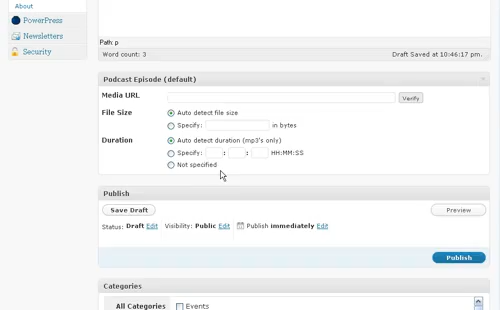 About
PowerPress
Newsletters
Security
Path: p
Word count: 3
Draft Saved at 10:46:17 pm.
Podcast Episode (default)
Media URL
Verify
File Size
Auto detect file size
Specify: in bytes
Duration
Auto detect duration (mp3's only)
Specify: : : HH:MM:SS
Not specified
Publish
Save Draft
Preview
Status: Draft Edit Visibility: Public Edit Publish immediately Edit
Publish
Categories
All Categories
Events